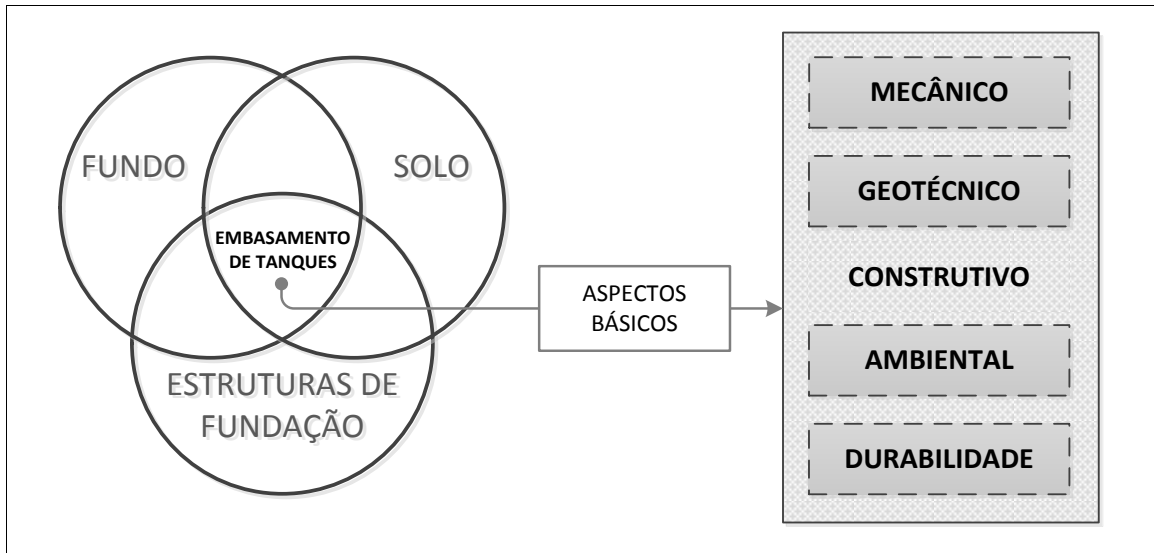 FUNDO
SOLO
EMBASAMENTO
DE TANQUES
ESTRUTURAS DE
FUNDAÇÃO
ASPECTOS
BÁSICOS
MECÂNICO
GEOTÉCNICO
CONSTRUTIVO
AMBIENTAL
DURABILIDADE